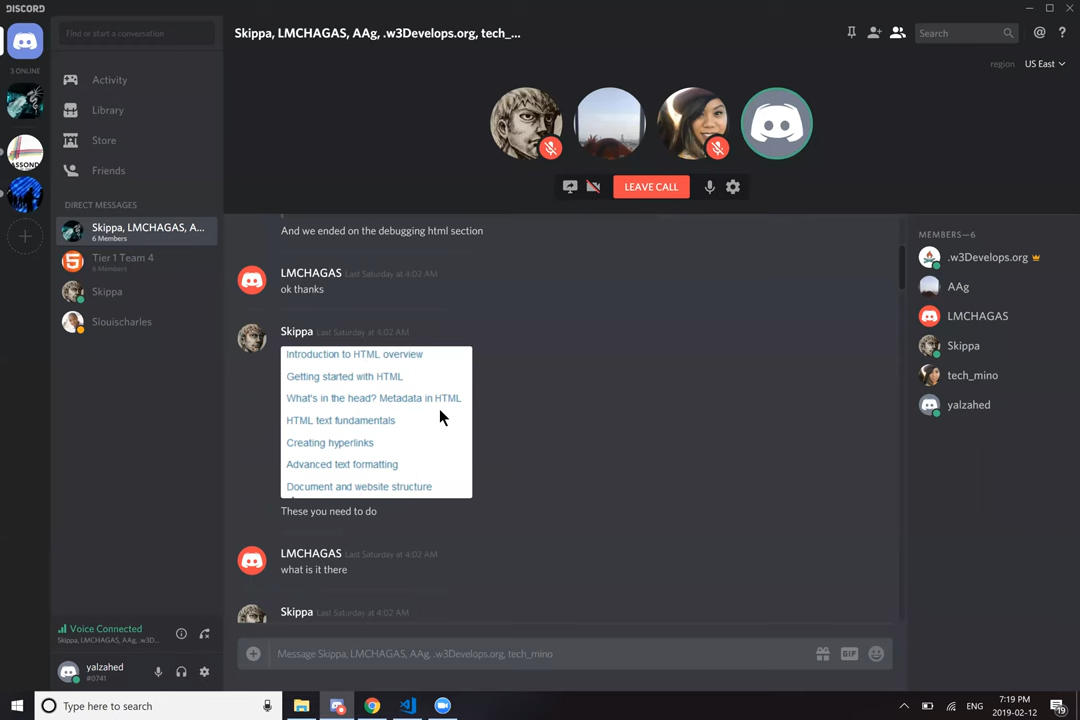 DISCORD
Find or start a conversation
3 ONLINE
ASSOND
Activity
Library
Store
Friends
DIRECT MESSAGES
Skippa, LMCHAGAS, A...
6 Members
Tier 1 Team 4
6 Members
Skippa
Slouischarles
Voice Connected
Skippa, LMCHAGAS, AAg, .w3D...
yalzahed
#0741
Skippa, LMCHAGAS, AAg, .w3Develops.org, tech_...
Search
region
US East
LEAVE CALL
And we ended on the debugging html section
LMCHAGAS Last Saturday at 4:02 AM
ok thanks
Skippa Last Saturday at 4:02 AM
Introduction to HTML overview
Getting started with HTML
What's in the head? Metadata in HTML
HTML text fundamentals
Creating hyperlinks
Advanced text formatting
Document and website structure
These you need to do
LMCHAGAS Last Saturday at 4:02 AM
what is it there
Skippa Last Saturday at 4:02 AM
Message Skippa, LMCHAGAS, AAg, .w3Develops.org, tech_mino
GIF
MEMBERS—6
.w3Develops.org
AAg
LMCHAGAS
Skippa
tech_mino
yalzahed
Type here to search
ENG
7:19 PM
2019-02-12
19